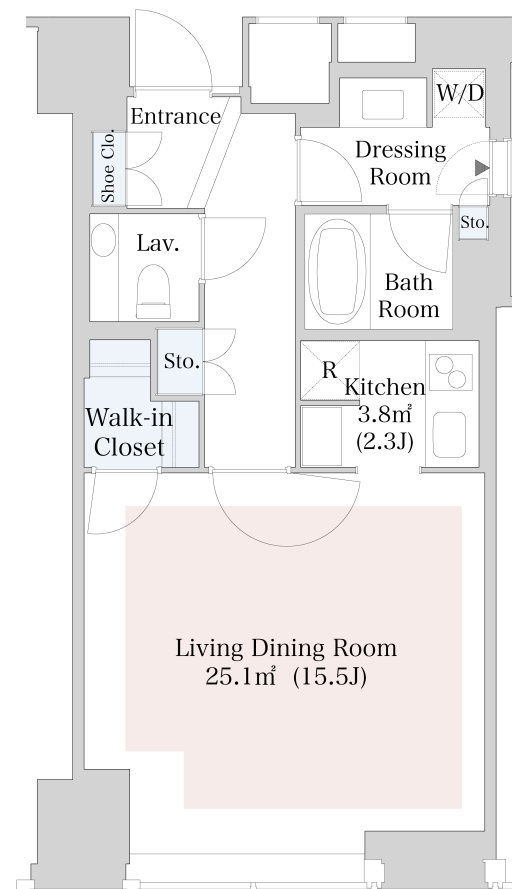 Entrance
W/D
Shoe Clo.
Dressing
Room
Sto.
Lav.
Bath
Room
Sto.
R
Kitchen
3.8㎡
(2.3J)
Walk-in
Closet
Living Dining Room
25.1㎡ (15.5J)